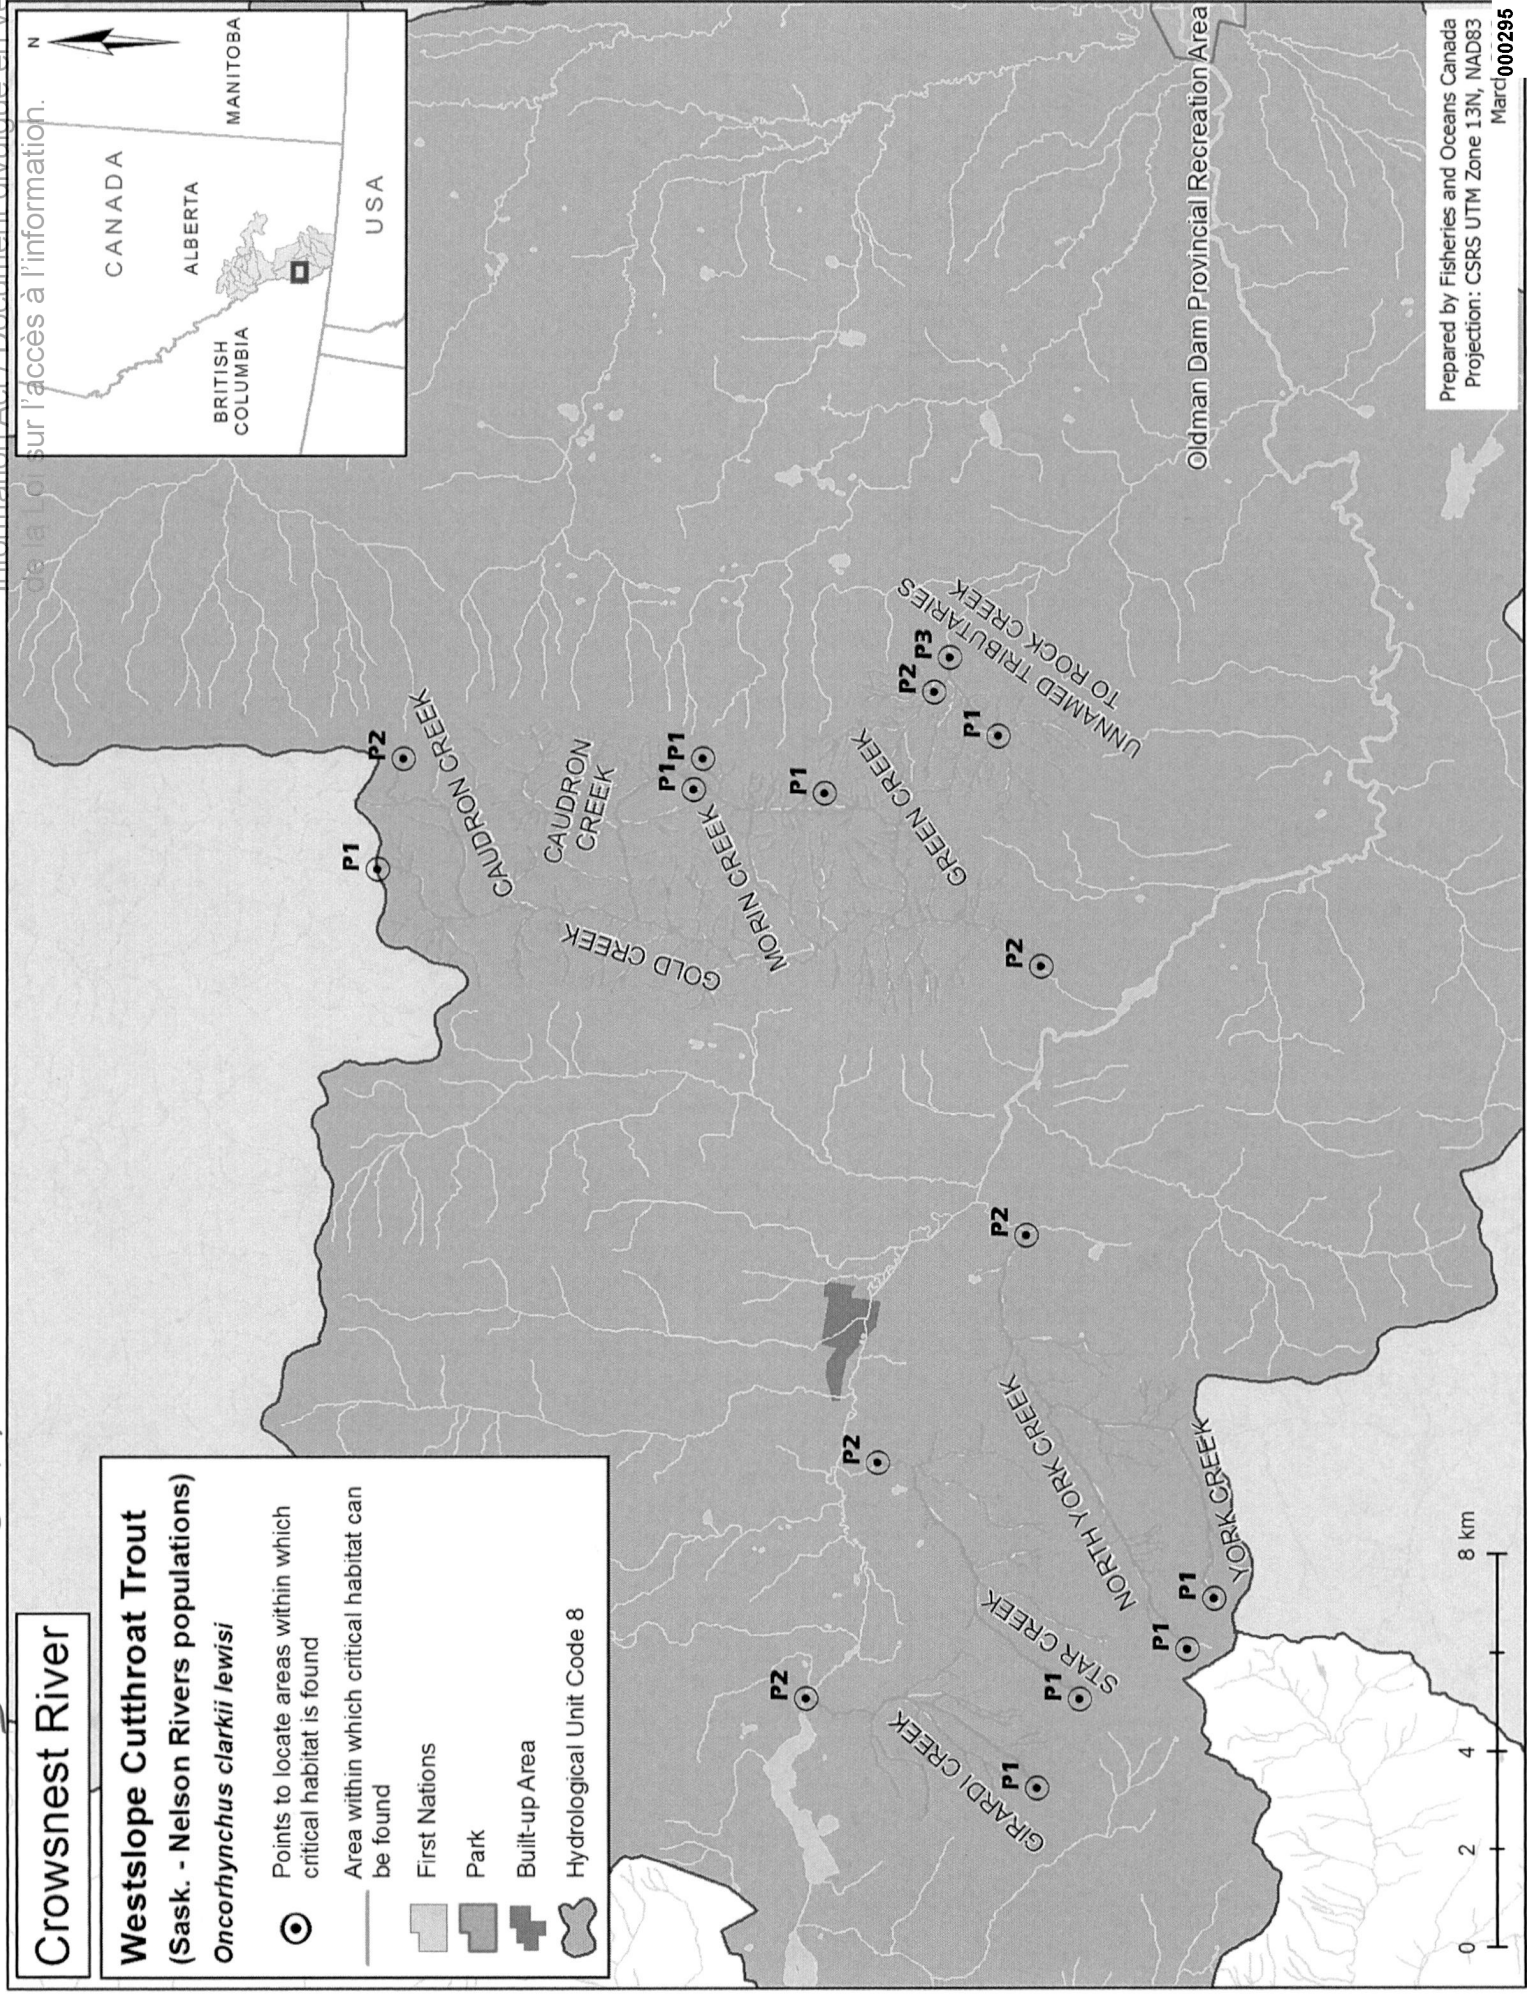 Crowsnest River
Westslope Cutthroat Trout
(Sask. - Nelson Rivers populations)
Oncorhynchus clarkii lewisi
Points to locate areas within which
critical habitat is found
Area within which critical habitat can
be found
First Nations
Park
Built-up Area
Hydrological Unit Code 8
de la Loi sur l'accès à l'information.
N
CANADA
ALBERTA
MANITOBA
BRITISH
COLUMBIA
USA
P1
P2
CAUDRON CREEK
CAUDRON
CREEK
GOLD CREEK
P1
P1
MORIN CREEK
P1
GREEN CREEK
P2
P3
P1
UNNAMED TRIBUTARIES
TO ROCK CREEK
P2
P2
P2
P2
GIRARDI CREEK
P1
STAR CREEK
P1
NORTH YORK CREEK
P1
YORK CREEK
P1
Oldman Dam Provincial Recreation Area
0 2 4 8 km
Prepared by Fisheries and Oceans Canada
Projection: CSRS UTM Zone 13N, NAD83
000295